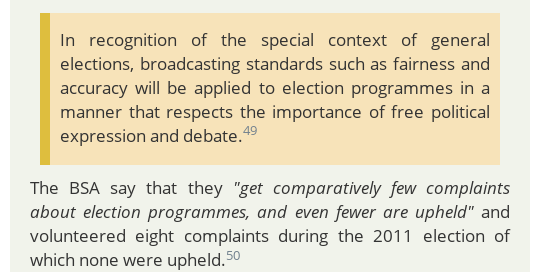 In recognition of the special context of general
elections, broadcasting standards such as fairness and
accuracy will be applied to election programmes in a
manner that respects the importance of free political
expression and debate.49
The BSA say that they "get comparatively few complaints
about election programmes, and even fewer are upheld" and
volunteered eight complaints during the 2011 election of
which none were upheld.50